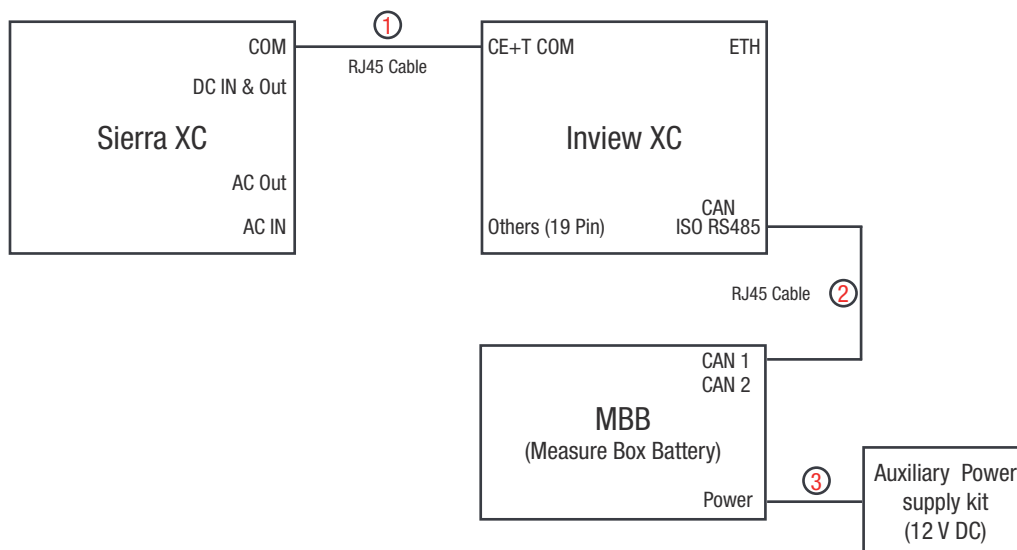 1
COM
RJ45 Cable
CE+T COM
ETH
DC IN & Out
Sierra XC
Inview XC
AC Out
AC IN
Others (19 Pin)
CAN
ISO RS485
RJ45 Cable
2
CAN 1
CAN 2
MBB
(Measure Box Battery)
Power
3
Auxiliary Power
supply kit
(12 V DC)